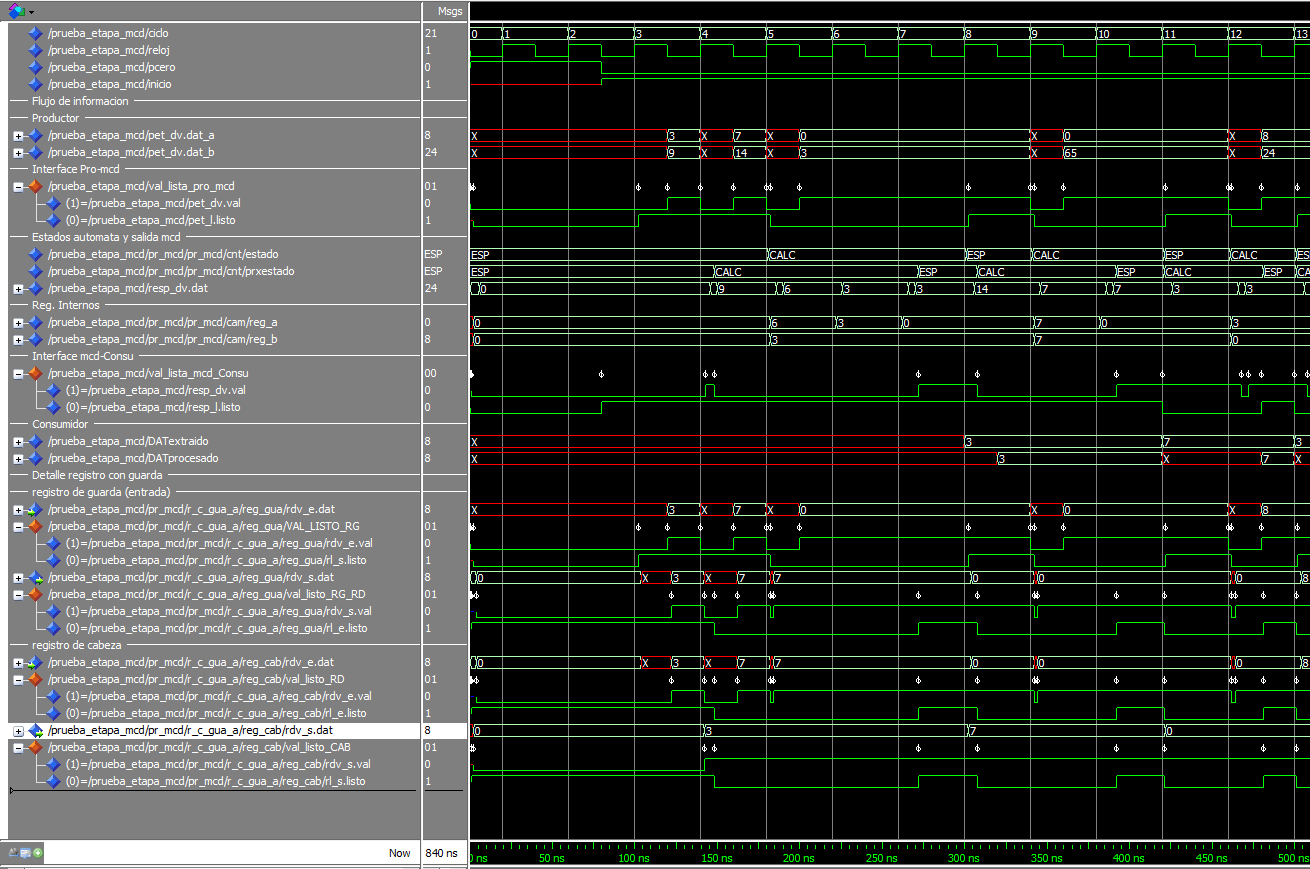 Msgs
/prueba_etapa_mcd/ciclo 21 0 1 2 3 4 5 6 7 8 9 10 11 12 13
/prueba_etapa_mcd/reloj 1
/prueba_etapa_mcd/pcero 0
/prueba_etapa_mcd/inicio 1
Flujo de informacion
Productor
/prueba_etapa_mcd/pet_dv.dat_a 8 X 3 X 7 X 0 X 0 X 8
/prueba_etapa_mcd/pet_dv.dat_b 24 X 9 X 14 X 3 X 65 X 24
Interface Pro-mcd
/prueba_etapa_mcd/val_lista_pro_mcd 01
(1)=/prueba_etapa_mcd/pet_dv.val 0
(0)=/prueba_etapa_mcd/pet_l.listo 1
Estados automata y salida mcd
/prueba_etapa_mcd/pr_mcd/pr_mcd/cnt/estado ESP ESP CALC ESP CALC ESP CALC ES
/prueba_etapa_mcd/pr_mcd/pr_mcd/cnt/prxestado ESP ESP CALC ESP CALC ESP CALC ESP CA
/prueba_etapa_mcd/resp_dv.dat 24 0 9 6 3 3 14 7 7 3 3
Reg. Internos
/prueba_etapa_mcd/pr_mcd/pr_mcd/cam/reg_a 0 0 6 3 0 7 0 3
/prueba_etapa_mcd/pr_mcd/pr_mcd/cam/reg_b 8 0 3 7 0
Interface mcd-Consu
/prueba_etapa_mcd/val_lista_mcd_Consu 00
(1)=/prueba_etapa_mcd/resp_dv.val 0
(0)=/prueba_etapa_mcd/resp_l.listo 0
Consumidor
/prueba_etapa_mcd/DATextraido 8 X 3 7 3
/prueba_etapa_mcd/DATprocesado 8 X 3 X 7 X
Detalle registro con guarda
registro de guarda (entrada)
/prueba_etapa_mcd/pr_mcd/r_c_gua_a/reg_gua/rdv_e.dat 8 X 3 X 7 X 0 X 0 X 8
/prueba_etapa_mcd/pr_mcd/r_c_gua_a/reg_gua/VAL_LISTO_RG 01
(1)=/prueba_etapa_mcd/pr_mcd/r_c_gua_a/reg_gua/rdv_e.val 0
(0)=/prueba_etapa_mcd/pr_mcd/r_c_gua_a/reg_gua/rl_s.listo 1
/prueba_etapa_mcd/pr_mcd/r_c_gua_a/reg_gua/rdv_s.dat 8 0 X 3 X 7 7 0 0 0 8
/prueba_etapa_mcd/pr_mcd/r_c_gua_a/reg_gua/val_listo_RG_RD 01
(1)=/prueba_etapa_mcd/pr_mcd/r_c_gua_a/reg_gua/rdv_s.val 0
(0)=/prueba_etapa_mcd/pr_mcd/r_c_gua_a/reg_gua/rl_e.listo 1
registro de cabeza
/prueba_etapa_mcd/pr_mcd/r_c_gua_a/reg_cab/rdv_e.dat 8 0 X 3 X 7 7 0 0 0 8
/prueba_etapa_mcd/pr_mcd/r_c_gua_a/reg_cab/val_listo_RD 01
(1)=/prueba_etapa_mcd/pr_mcd/r_c_gua_a/reg_cab/rdv_e.val 0
(0)=/prueba_etapa_mcd/pr_mcd/r_c_gua_a/reg_cab/rl_e.listo 1
/prueba_etapa_mcd/pr_mcd/r_c_gua_a/reg_cab/rdv_s.dat 8 0 3 7 0
/prueba_etapa_mcd/pr_mcd/r_c_gua_a/reg_cab/val_listo_CAB 01
(1)=/prueba_etapa_mcd/pr_mcd/r_c_gua_a/reg_cab/rdv_s.val 0
(0)=/prueba_etapa_mcd/pr_mcd/r_c_gua_a/reg_cab/rl_s.listo 1
Now 840 ns 0 ns 50 ns 100 ns 150 ns 200 ns 250 ns 300 ns 350 ns 400 ns 450 ns 500 ns